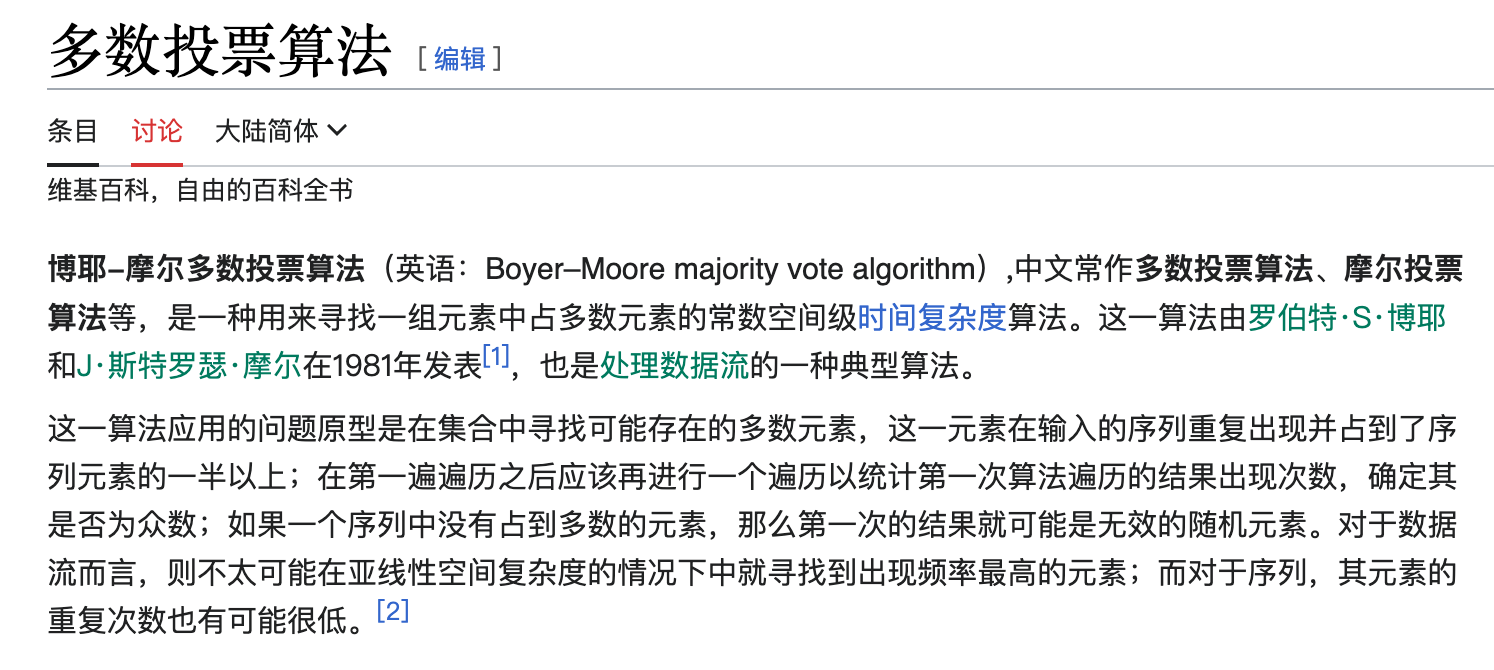 多数投票算法 [ 编辑 ]
条目 讨论 大陆简体
维基百科，自由的百科全书
博耶–摩尔多数投票算法（英语：Boyer–Moore majority vote algorithm）,中文常作多数投票算法、摩尔投票
算法等，是一种用来寻找一组元素中占多数元素的常数空间级时间复杂度算法。这一算法由罗伯特·S·博耶
和J·斯特罗瑟·摩尔在1981年发表[1]，也是处理数据流的一种典型算法。
这一算法应用的问题原型是在集合中寻找可能存在的多数元素，这一元素在输入的序列重复出现并占到了序
列元素的一半以上；在第一遍遍历之后应该再进行一个遍历以统计第一次算法遍历的结果出现次数，确定其
是否为众数；如果一个序列中没有占到多数的元素，那么第一次的结果就可能是无效的随机元素。对于数据
流而言，则不太可能在亚线性空间复杂度的情况下中就寻找到出现频率最高的元素；而对于序列，其元素的
重复次数也有可能很低。[2]